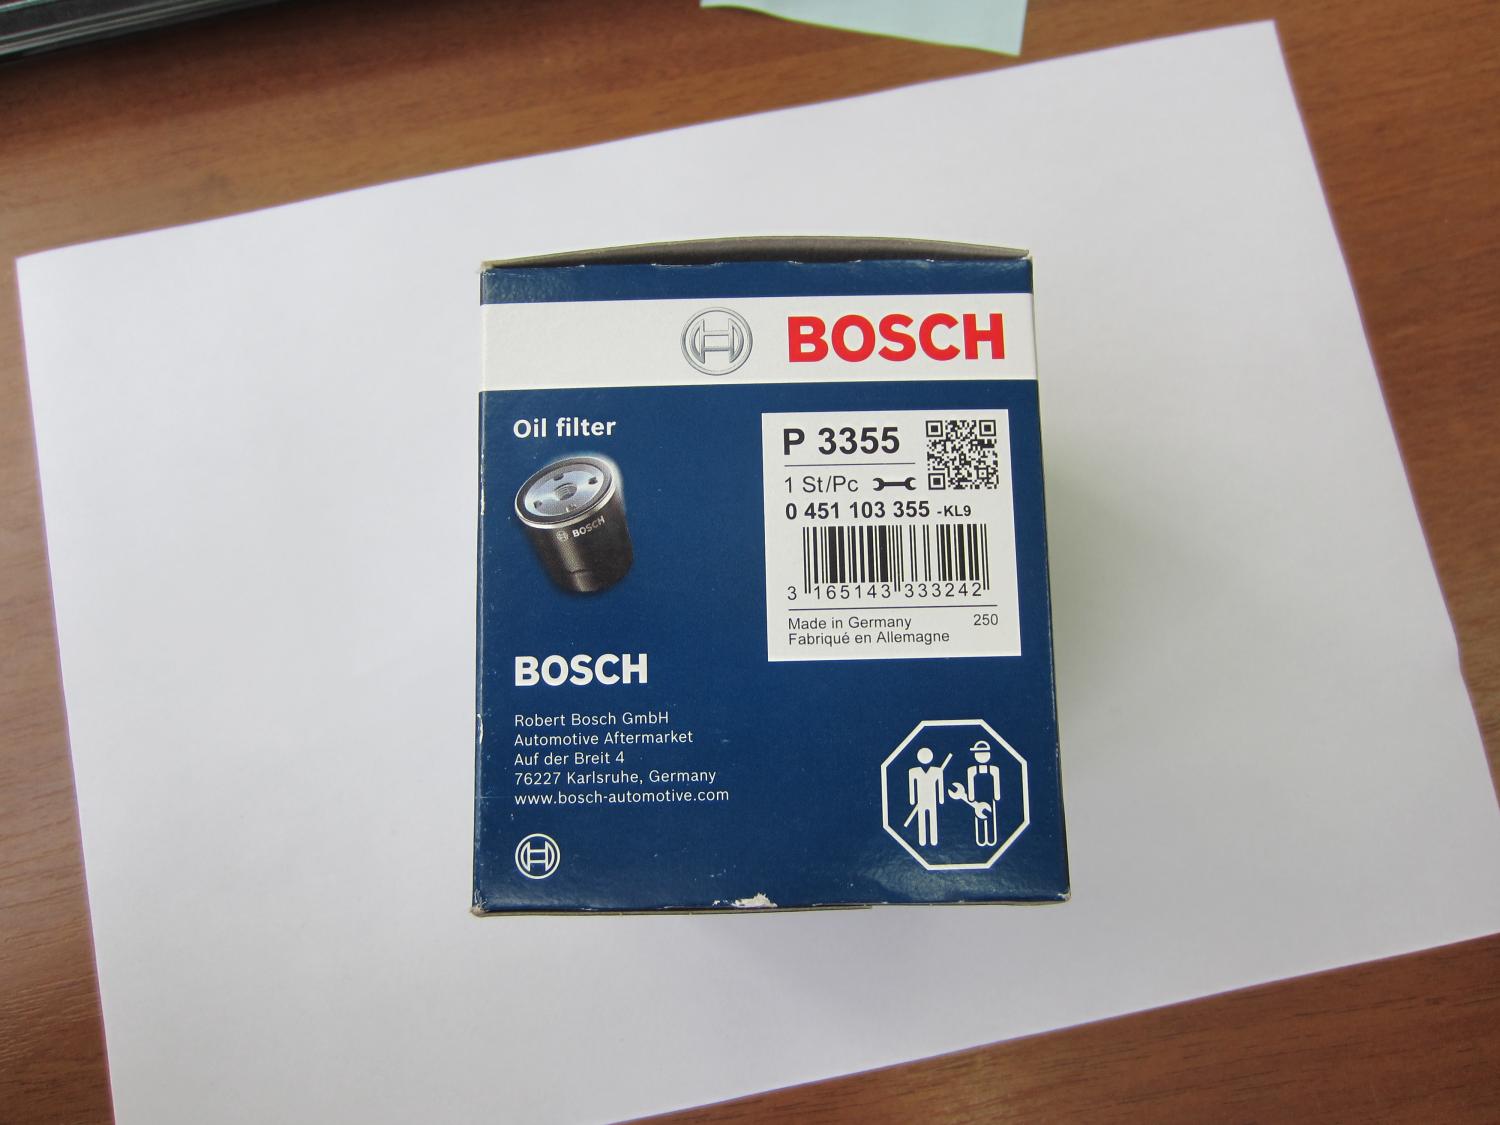 BOSCH
Oil filter
BOSCH
P 3355
1 St/Pc
0 451 103 355 -KL9
3 165143 333242
Made in Germany 250
Fabriqué en Allemagne
BOSCH
Robert Bosch GmbH
Automotive Aftermarket
Auf der Breit 4
76227 Karlsruhe, Germany
www.bosch-automotive.com